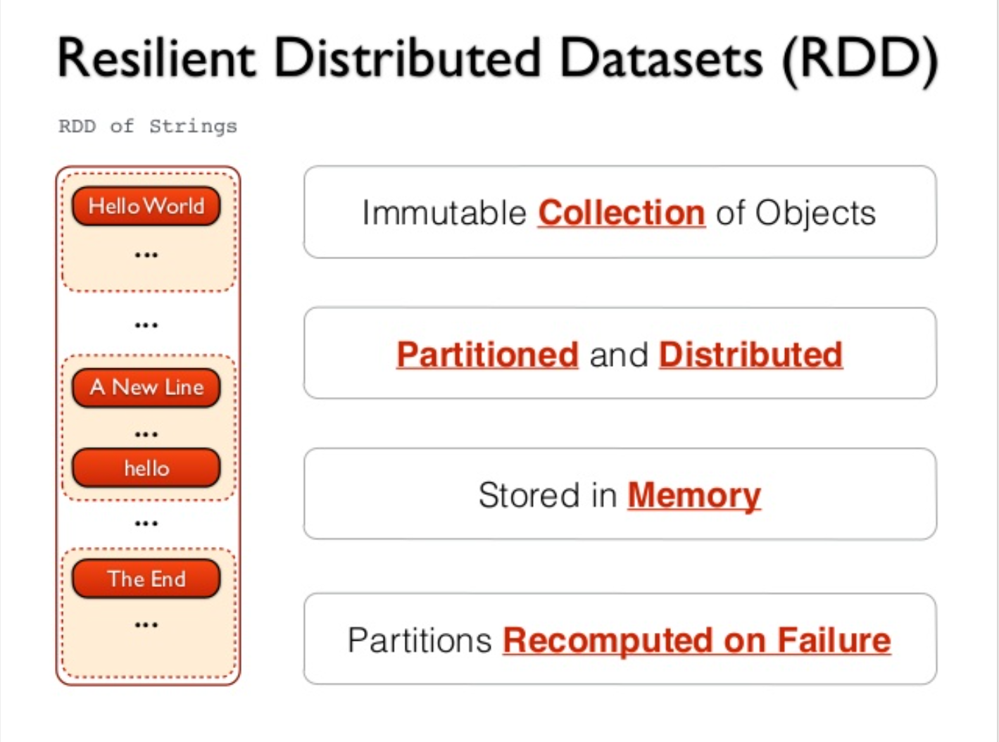 Resilient Distributed Datasets (RDD)
RDD of Strings
Hello World
...
...
A New Line
...
hello
...
The End
...
Immutable Collection of Objects
Partitioned and Distributed
Stored in Memory
Partitions Recomputed on Failure